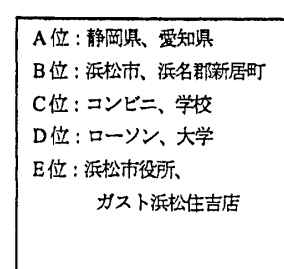 A位：静岡県、愛知県
B位：浜松市、浜名郡新居町
C位：コンビニ、学校
D位：ローソン、大学
E位：浜松市役所、
ガスト浜松住吉店